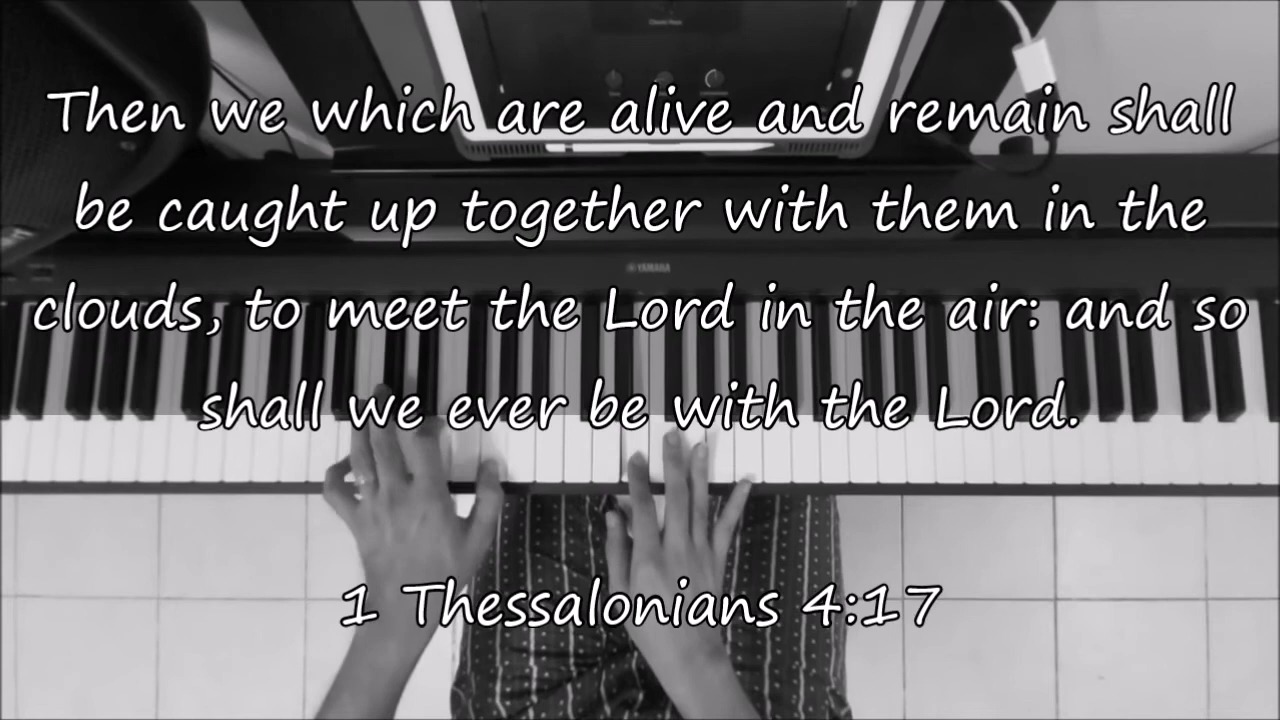 Then we which are alive and remain shall
be caught up together with them in the
clouds, to meet the Lord in the air: and so
YAMAHA
shall we ever be with the Lord.
1 Thessalonians 4:17